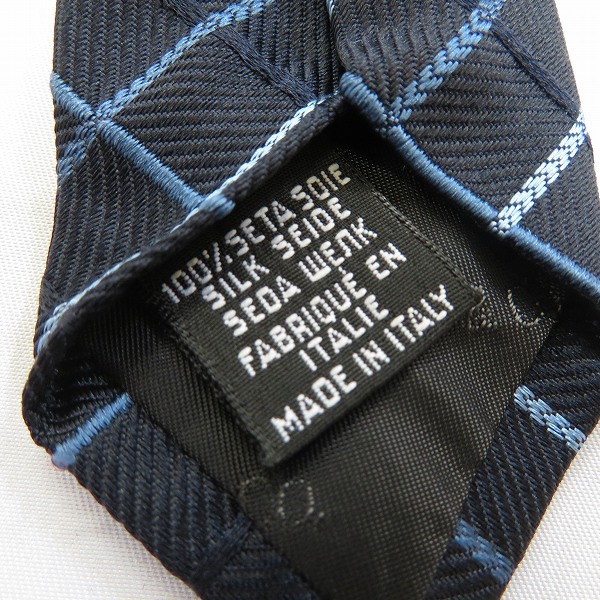 100% SETA SOIE
SILK SEIDE
SEDA ШЕЛК
FABRIQUÉ EN
ITALIE
MADE IN ITALY